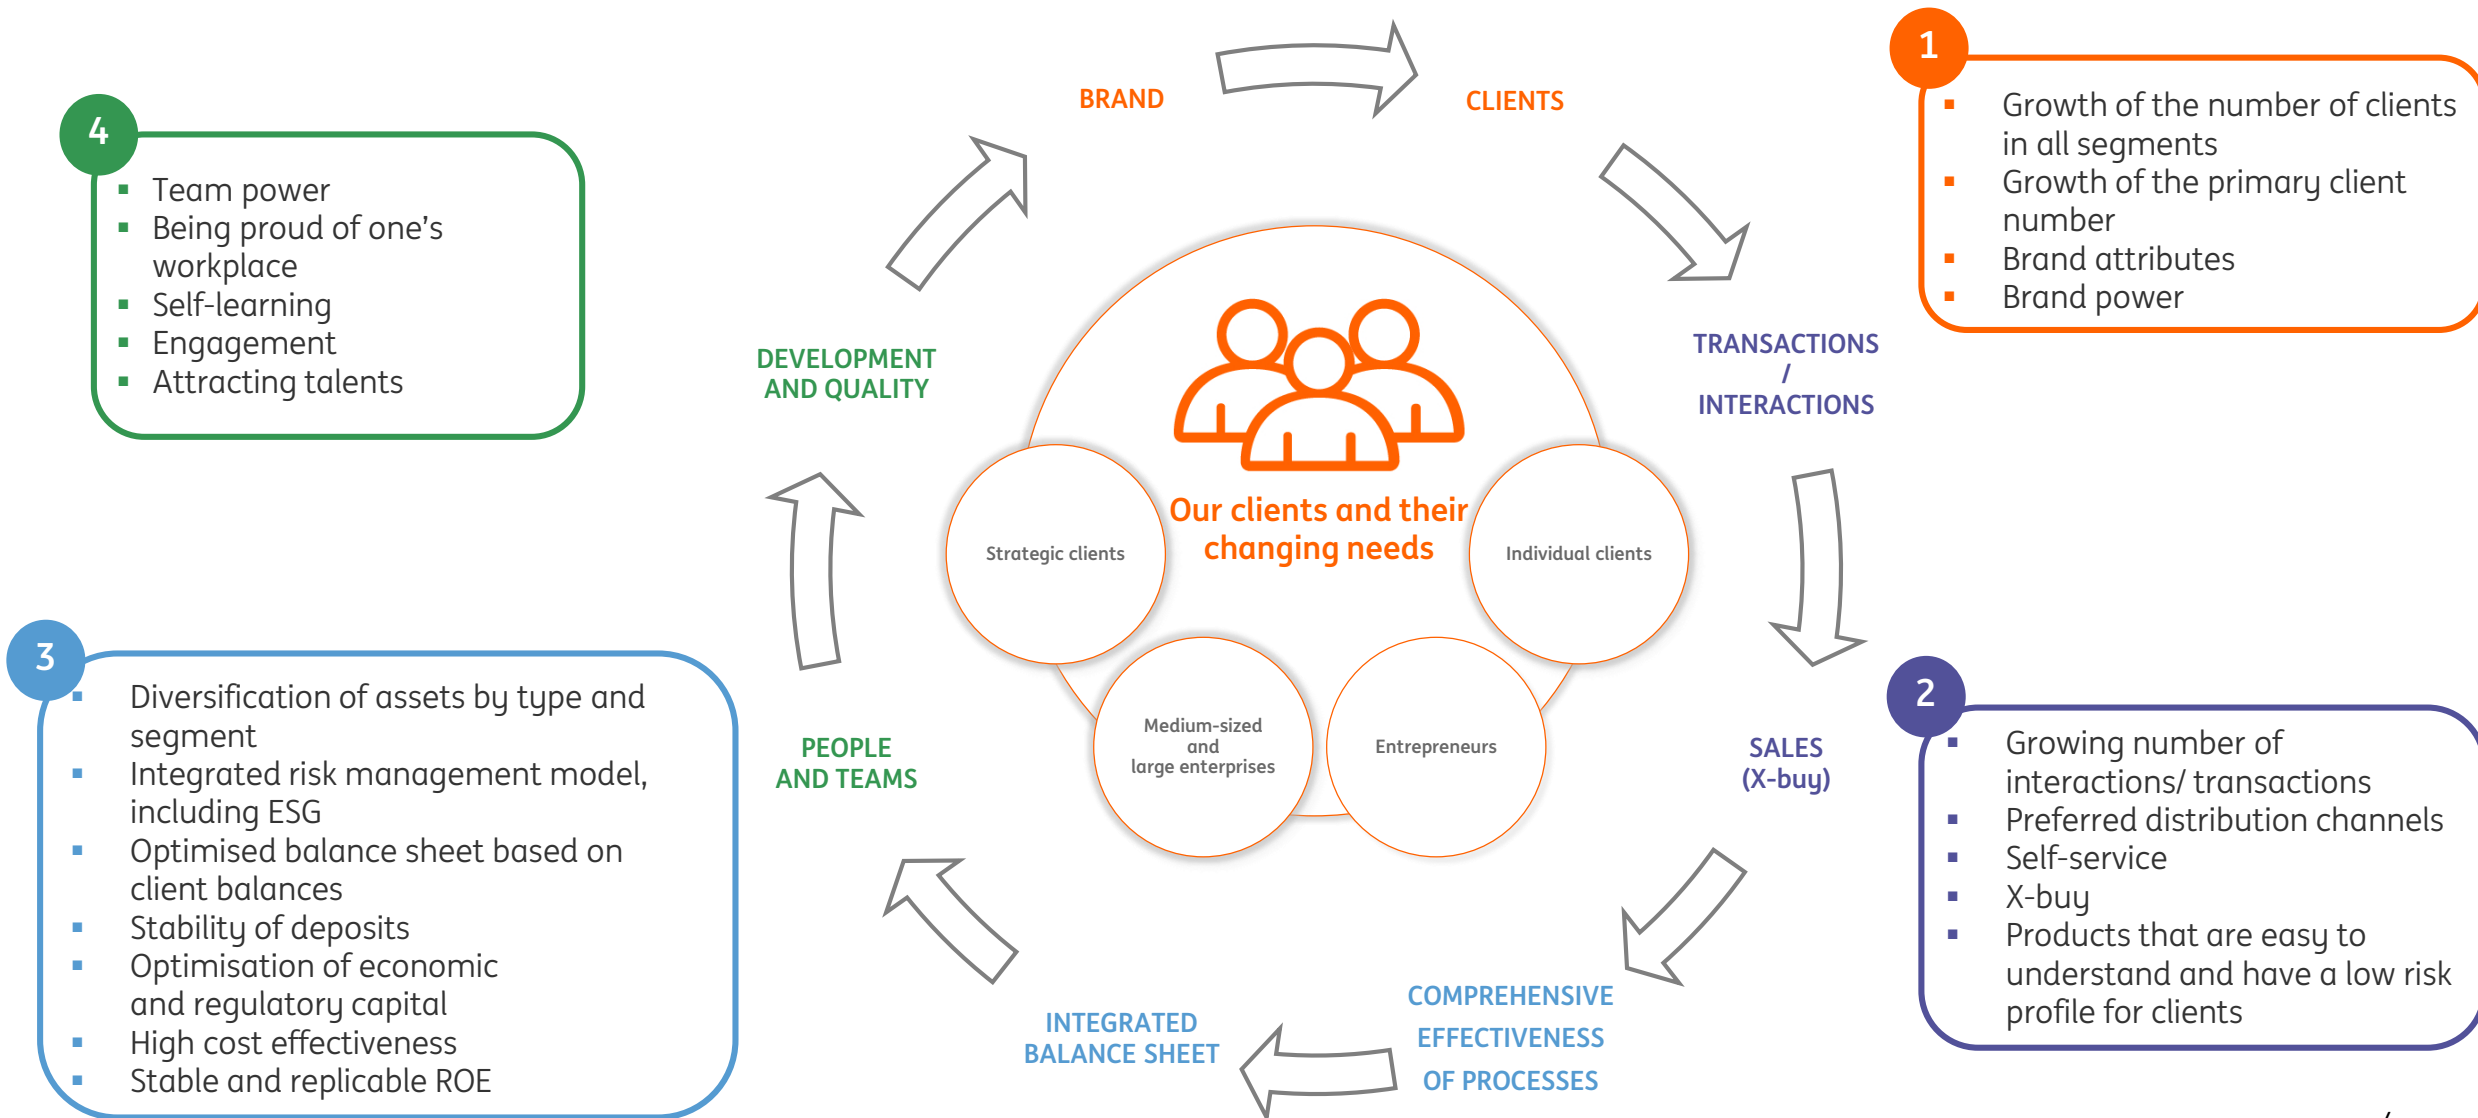 1
▪ Growth of the number of clients
in all segments
▪ Growth of the primary client
number
▪ Brand attributes
▪ Brand power
2
▪ Growing number of
interactions/ transactions
▪ Preferred distribution channels
▪ Self-service
▪ X-buy
▪ Products that are easy to
understand and have a low risk
profile for clients
3
▪ Diversification of assets by type and
segment
▪ Integrated risk management model,
including ESG
▪ Optimised balance sheet based on
client balances
▪ Stability of deposits
▪ Optimisation of economic
and regulatory capital
▪ High cost effectiveness
▪ Stable and replicable ROE
4
▪ Team power
▪ Being proud of one’s
workplace
▪ Self-learning
▪ Engagement
▪ Attracting talents
BRAND
CLIENTS
TRANSACTIONS
/
INTERACTIONS
SALES
(X-buy)
COMPREHENSIVE
EFFECTIVENESS
OF PROCESSES
INTEGRATED
BALANCE SHEET
PEOPLE
AND TEAMS
DEVELOPMENT
AND QUALITY
Our clients and their
changing needs
Strategic clients
Medium-sized
and
large enterprises
Entrepreneurs
Individual clients